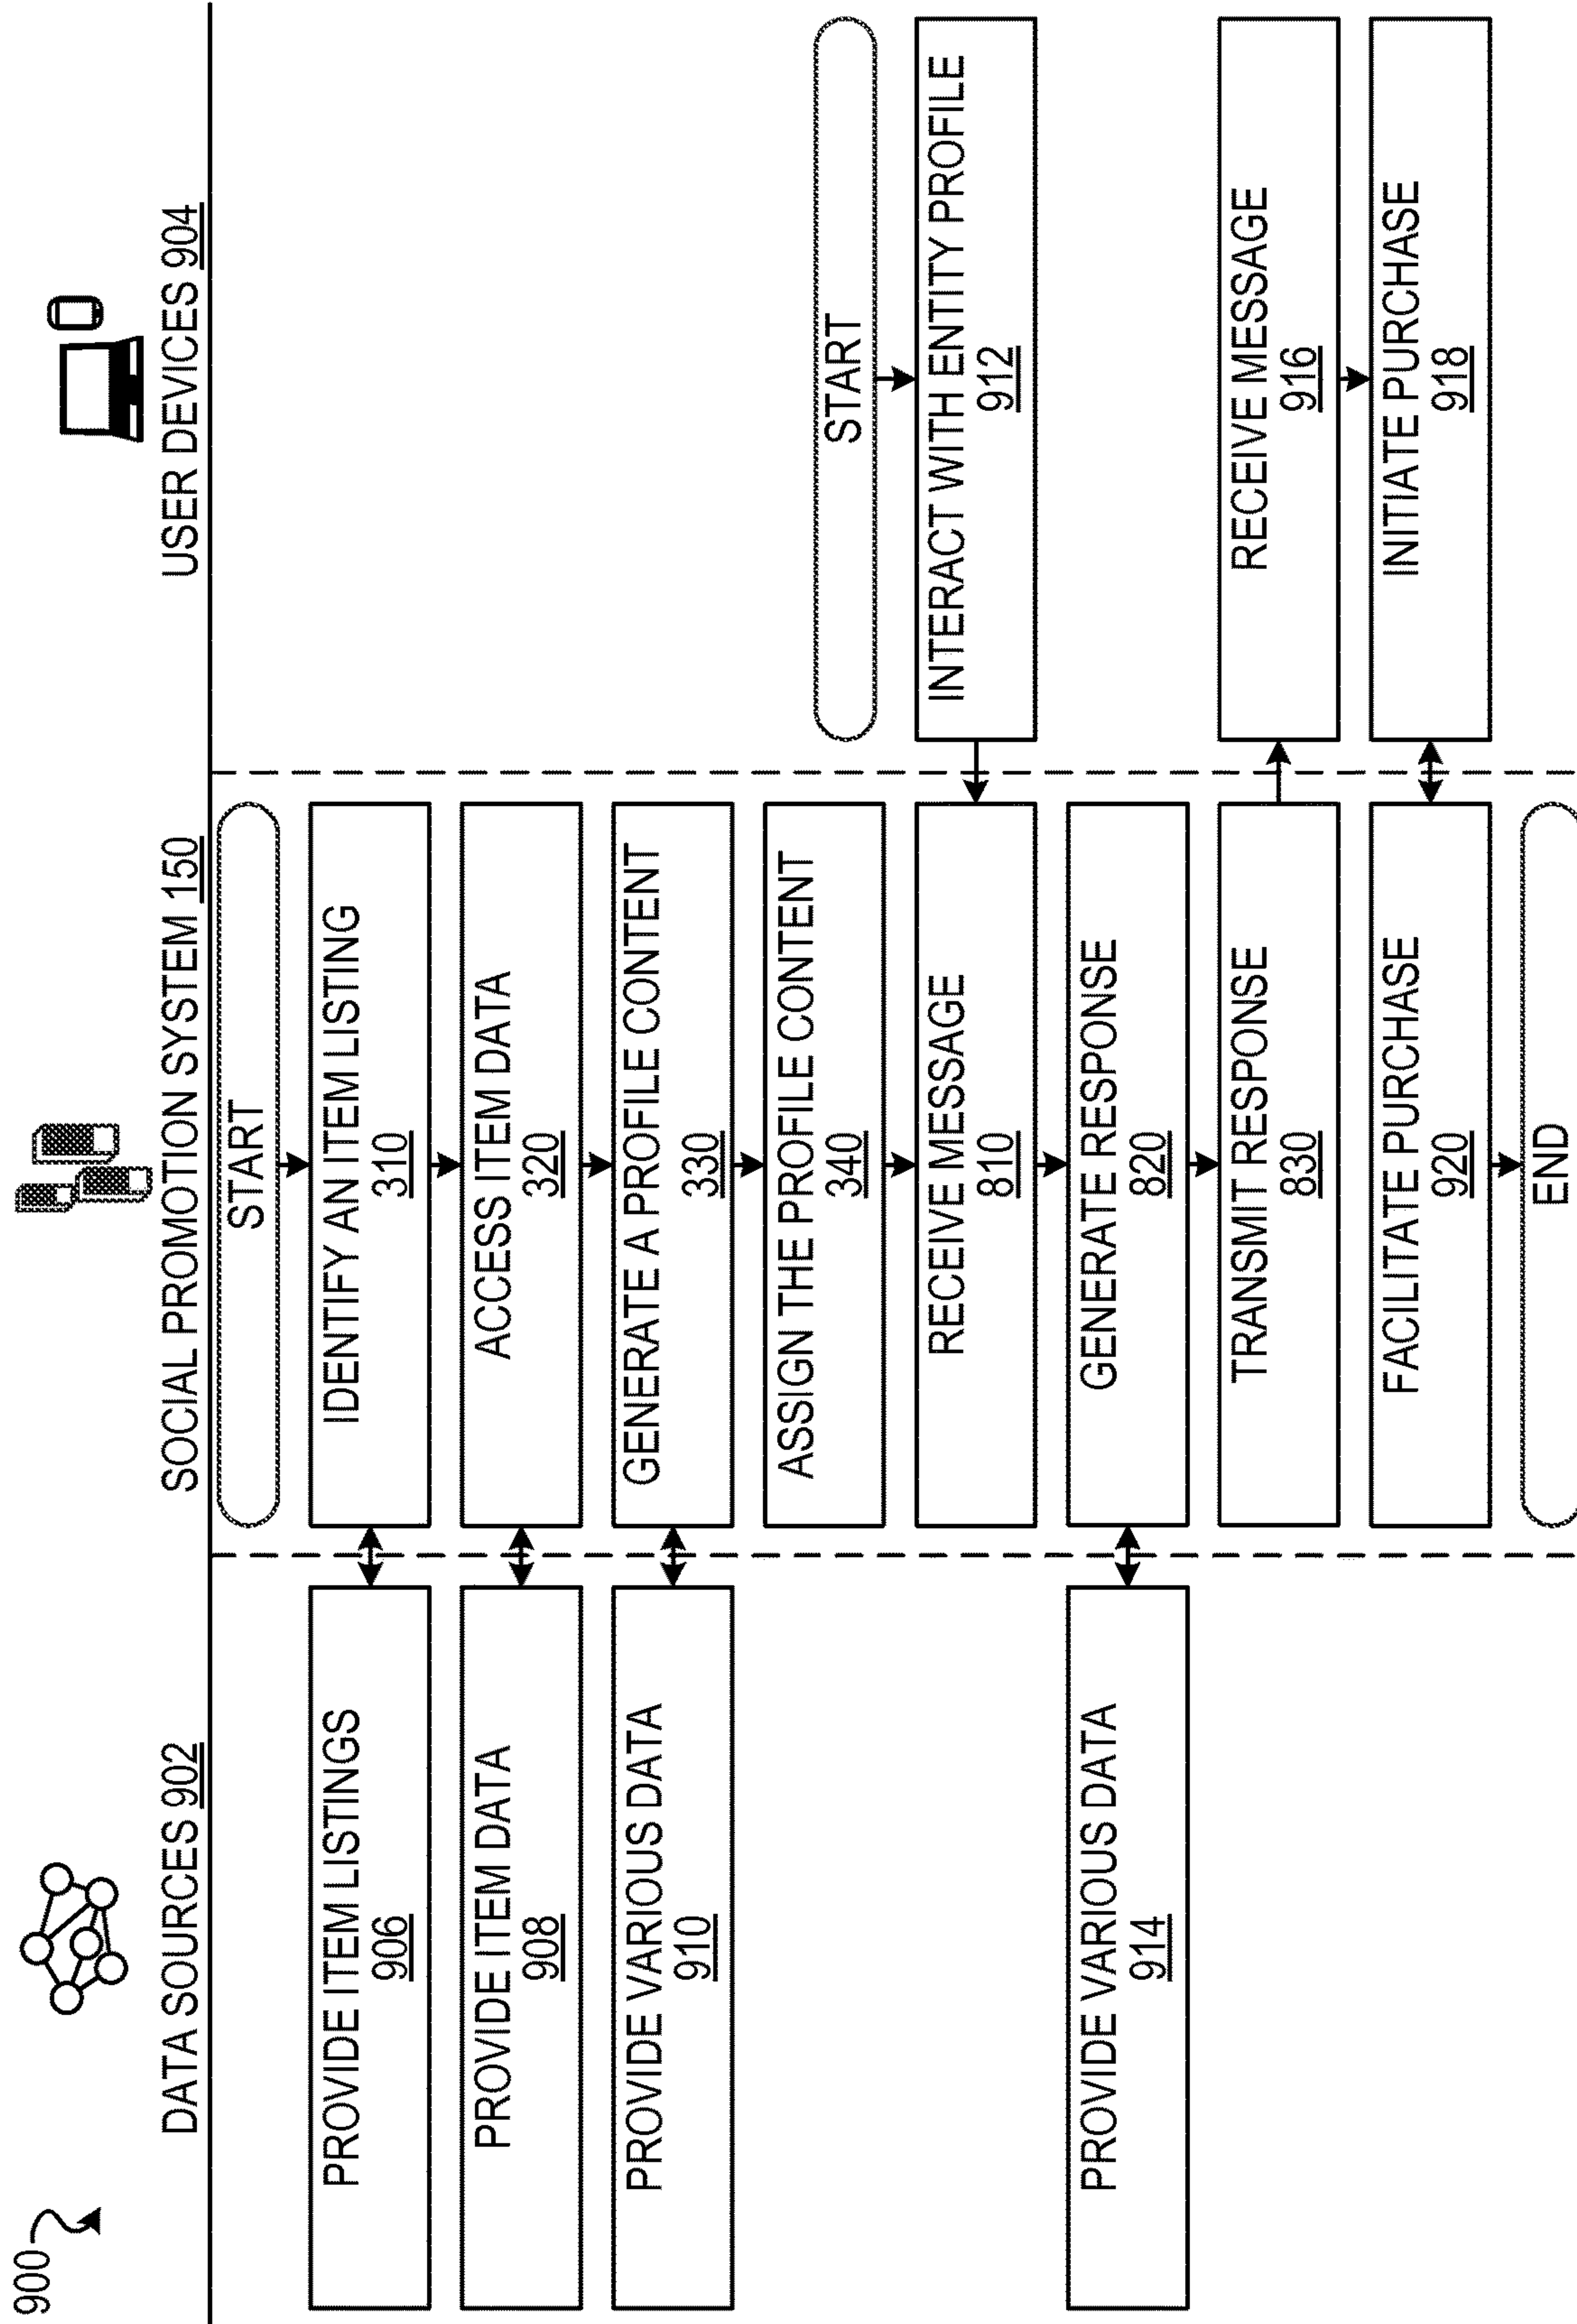 900
DATA SOURCES 902
SOCIAL PROMOTION SYSTEM 150
USER DEVICES 904
START
PROVIDE ITEM LISTINGS
906
IDENTIFY AN ITEM LISTING
310
PROVIDE ITEM DATA
908
ACCESS ITEM DATA
320
PROVIDE VARIOUS DATA
910
GENERATE A PROFILE CONTENT
330
ASSIGN THE PROFILE CONTENT
340
START
RECEIVE MESSAGE
810
INTERACT WITH ENTITY PROFILE
912
PROVIDE VARIOUS DATA
914
GENERATE RESPONSE
820
TRANSMIT RESPONSE
830
RECEIVE MESSAGE
916
FACILITATE PURCHASE
920
INITIATE PURCHASE
918
END